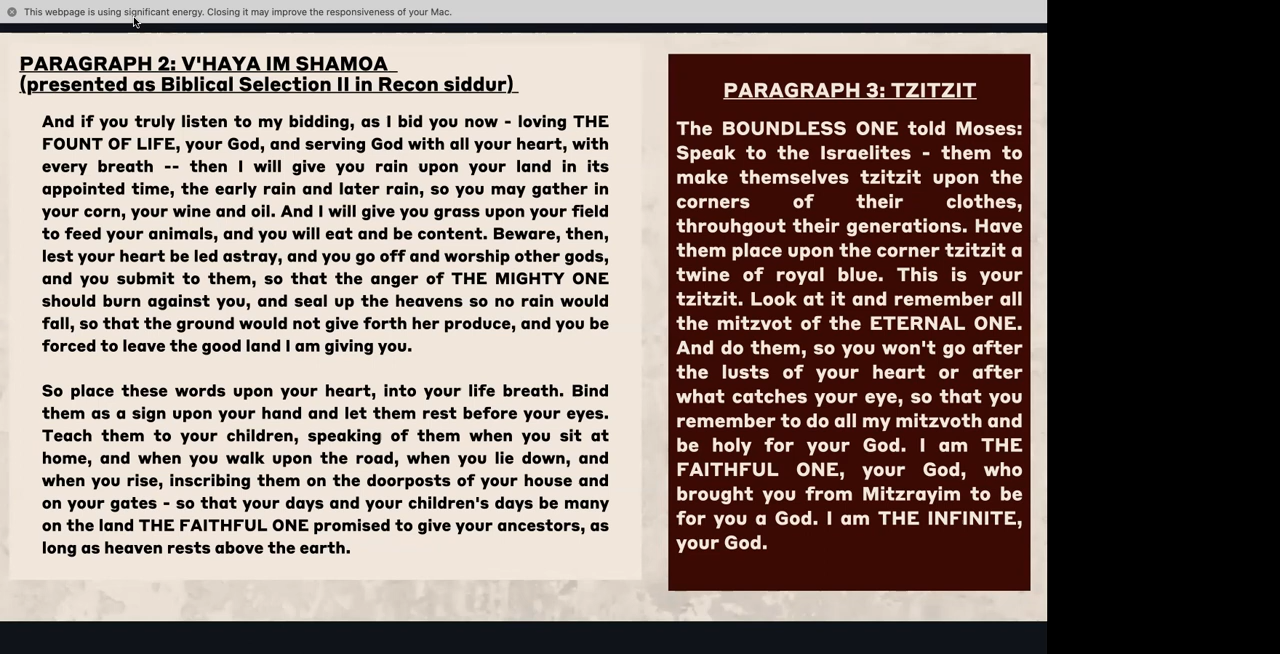 This webpage is using significant energy. Closing it may improve the responsiveness of your Mac.
PARAGRAPH 2: V'HAYA IM SHAMOA
(presented as Biblical Selection II in Recon siddur)
And if you truly listen to my bidding, as I bid you now - loving THE
FOUNT OF LIFE, your God, and serving God with all your heart, with
every breath -- then I will give you rain upon your land in its
appointed time, the early rain and later rain, so you may gather in
your corn, your wine and oil. And I will give you grass upon your field
to feed your animals, and you will eat and be content. Beware, then,
lest your heart be led astray, and you go off and worship other gods,
and you submit to them, so that the anger of THE MIGHTY ONE
should burn against you, and seal up the heavens so no rain would
fall, so that the ground would not give forth her produce, and you be
forced to leave the good land I am giving you.
So place these words upon your heart, into your life breath. Bind
them as a sign upon your hand and let them rest before your eyes.
Teach them to your children, speaking of them when you sit at
home, and when you walk upon the road, when you lie down, and
when you rise, inscribing them on the doorposts of your house and
on your gates - so that your days and your children's days be many
on the land THE FAITHFUL ONE promised to give your ancestors, as
long as heaven rests above the earth.
PARAGRAPH 3: TZITZIT
The BOUNDLESS ONE told Moses:
Speak to the Israelites - them to
make themselves tzitzit upon the
corners of their clothes,
throuhgout their generations. Have
them place upon the corner tzitzit a
twine of royal blue. This is your
tzitzit. Look at it and remember all
the mitzvot of the ETERNAL ONE.
And do them, so you won't go after
the lusts of your heart or after
what catches your eye, so that you
remember to do all my mitzvoth and
be holy for your God. I am THE
FAITHFUL ONE, your God, who
brought you from Mitzrayim to be
for you a God. I am THE INFINITE,
your God.